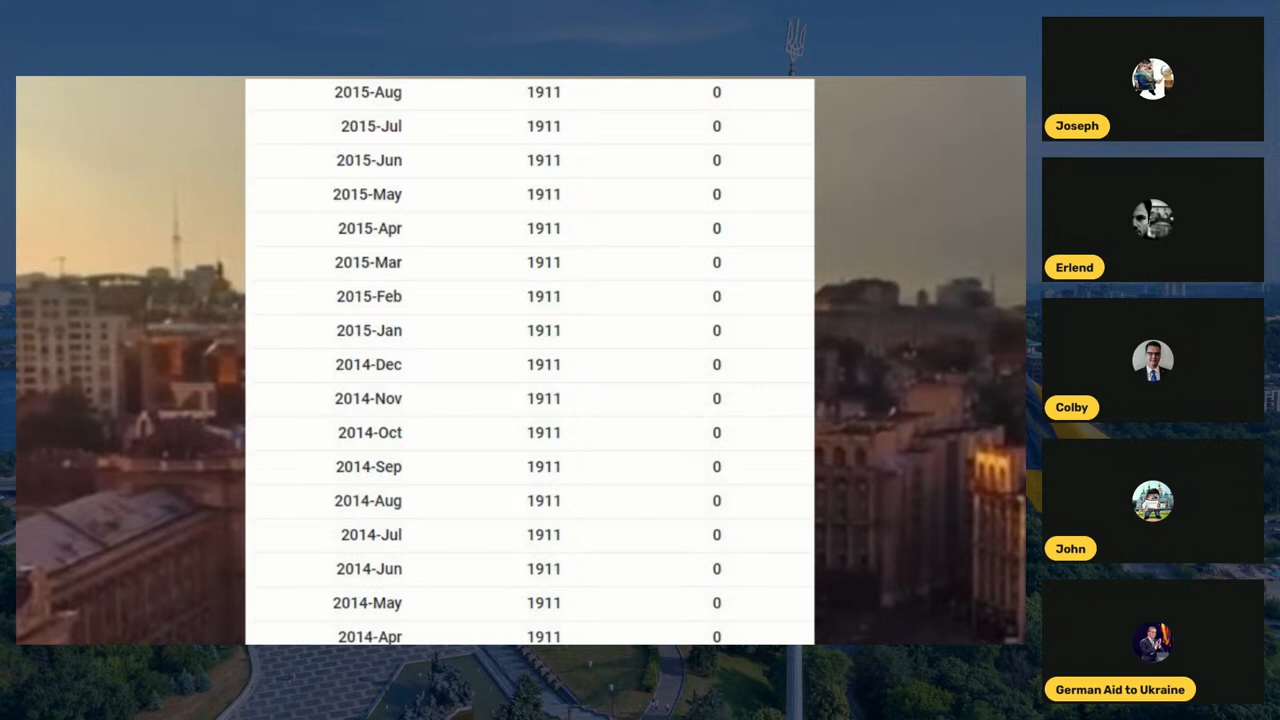 2015-Aug 1911 0
2015-Jul 1911 0
2015-Jun 1911 0
2015-May 1911 0
2015-Apr 1911 0
2015-Mar 1911 0
2015-Feb 1911 0
2015-Jan 1911 0
2014-Dec 1911 0
2014-Nov 1911 0
2014-Oct 1911 0
2014-Sep 1911 0
2014-Aug 1911 0
2014-Jul 1911 0
2014-Jun 1911 0
2014-May 1911 0
2014-Apr 1911 0
Joseph
Erlend
Colby
John
German Aid to Ukraine